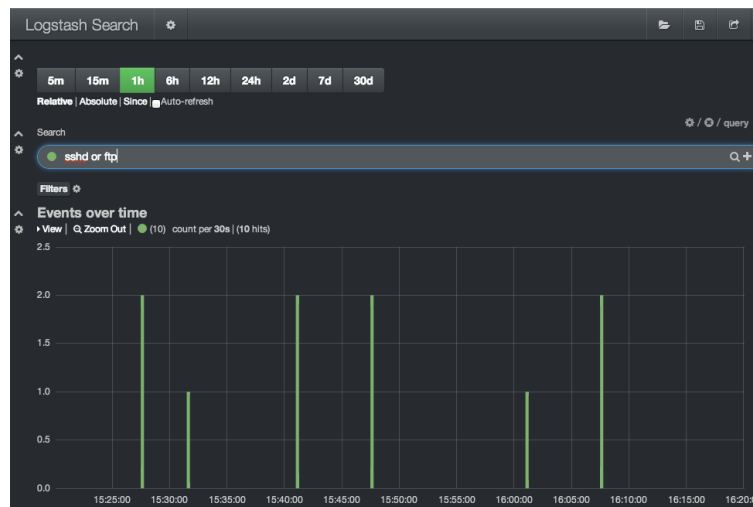 Logstash Search
5m 15m 1h 6h 12h 24h 2d 7d 30d
Relative | Absolute | Since | Auto-refresh
/ / query
Search
sshd or ftp
Filters
Events over time
View | Zoom Out | (10) count per 30s | (10 hits)
2.5
2.0
1.5
1.0
0.5
0.0
15:25:00 15:30:00 15:35:00 15:40:00 15:45:00 15:50:00 15:55:00 16:00:00 16:05:00 16:10:00 16:15:00 16:20: